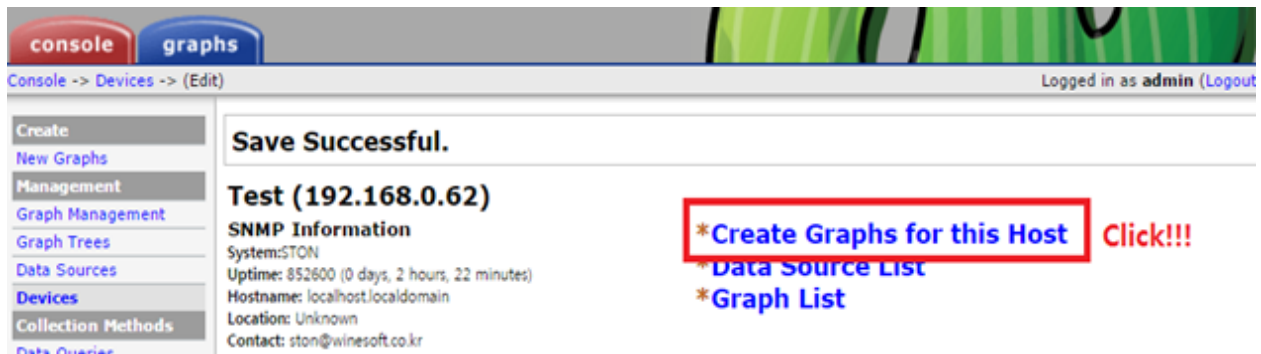 console graphs
Console -> Devices -> (Edit) Logged in as admin (Logout
Create
New Graphs
Management
Graph Management
Graph Trees
Data Sources
Devices
Collection Methods
Data Queries
Save Successful.
Test (192.168.0.62)
SNMP Information
System:STON
Uptime: 852600 (0 days, 2 hours, 22 minutes)
Hostname: localhost.localdomain
Location: Unknown
Contact: ston@winesoft.co.kr
*Create Graphs for this Host Click!!!
*Data Source List
*Graph List